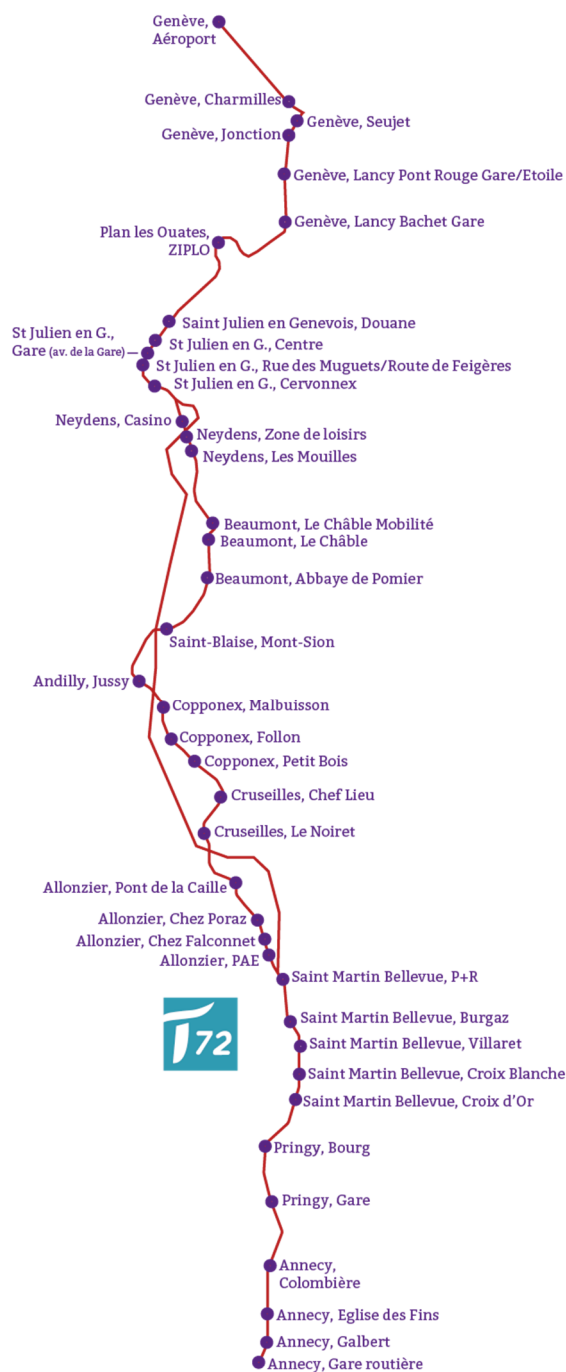 Genève,
Aéroport
Genève, Charmilles
Genève, Seujet
Genève, Jonction
Genève, Lancy Pont Rouge Gare/Etoile
Genève, Lancy Bachet Gare
Plan les Ouates,
ZIPLO
Saint Julien en Genevois, Douane
St Julien en G.,
Gare (av. de la Gare)
St Julien en G., Centre
St Julien en G., Rue des Muguets/Route de Feigères
St Julien en G., Cervonnex
Neydens, Casino
Neydens, Zone de loisirs
Neydens, Les Mouilles
Beaumont, Le Châble Mobilité
Beaumont, Le Châble
Beaumont, Abbaye de Pomier
Saint-Blaise, Mont-Sion
Andilly, Jussy
Copponex, Malbuisson
Copponex, Follon
Copponex, Petit Bois
Cruseilles, Chef Lieu
Cruseilles, Le Noiret
Allonzier, Pont de la Caille
Allonzier, Chez Poraz
Allonzier, Chez Falconnet
Allonzier, PAE
Saint Martin Bellevue, P+R
T72
Saint Martin Bellevue, Burgaz
Saint Martin Bellevue, Villaret
Saint Martin Bellevue, Croix Blanche
Saint Martin Bellevue, Croix d'Or
Pringy, Bourg
Pringy, Gare
Annecy,
Colombière
Annecy, Eglise des Fins
Annecy, Galbert
Annecy, Gare routière